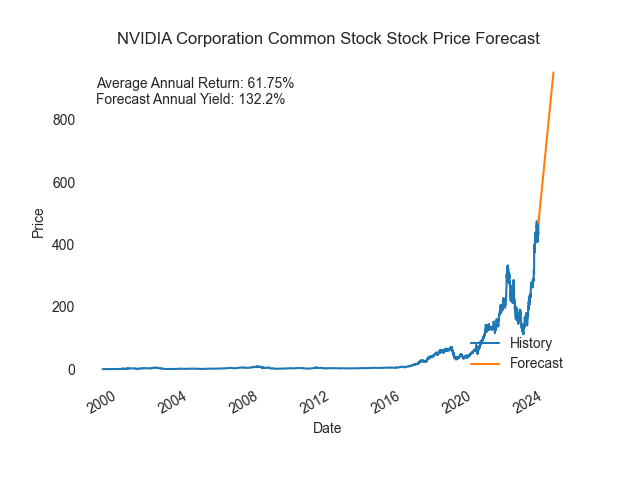 NVIDIA Corporation Common Stock Stock Price Forecast
Average Annual Return: 61.75%
Forecast Annual Yield: 132.2%
800
600
400
200
0
Price
History
Forecast
2000
2004
2008
2012
2016
2020
2024
Date